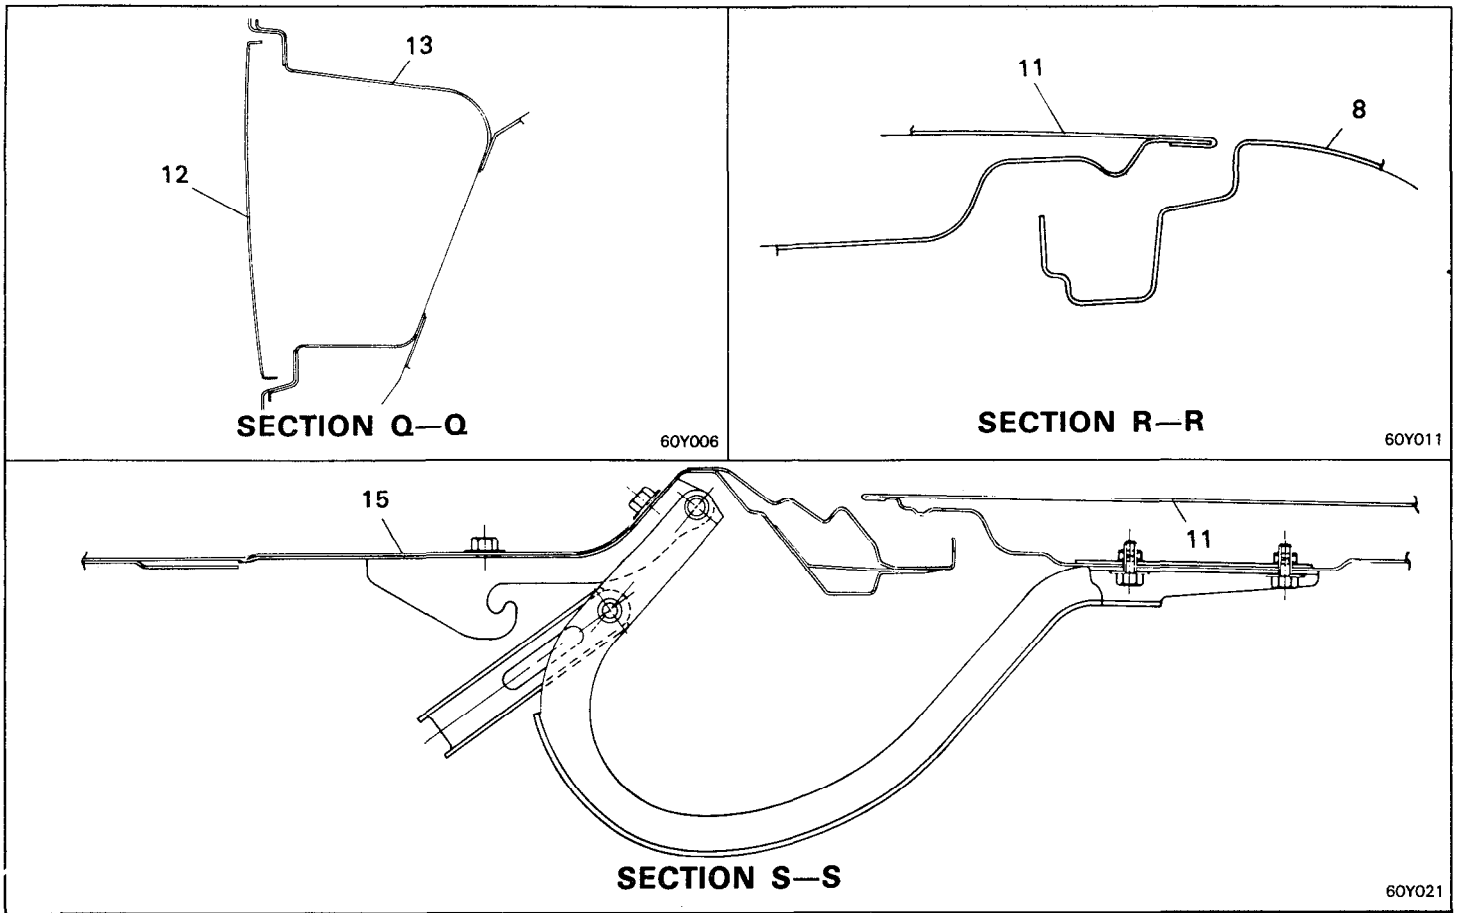 13
12
SECTION Q—Q
60Y006
11
8
SECTION R—R
60Y011
15
11
SECTION S—S
60Y021